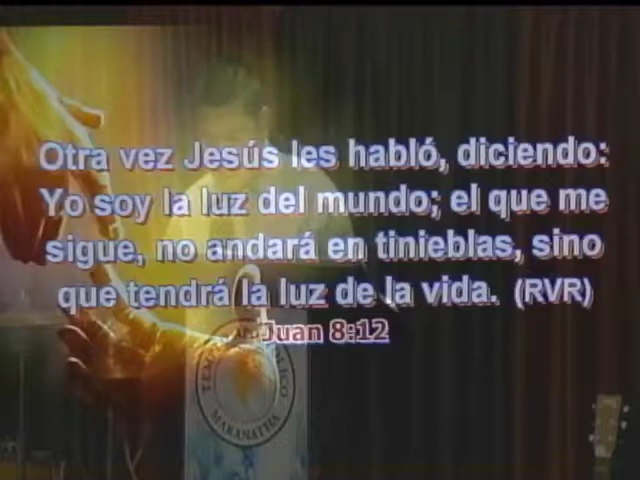 Otra vez Jesús les habló, diciendo:
Yo soy la luz del mundo; el que me
sigue, no andará en tinieblas, sino
que tendrá la luz de la vida. (RVR)
Juan 8:12
MARANATHA